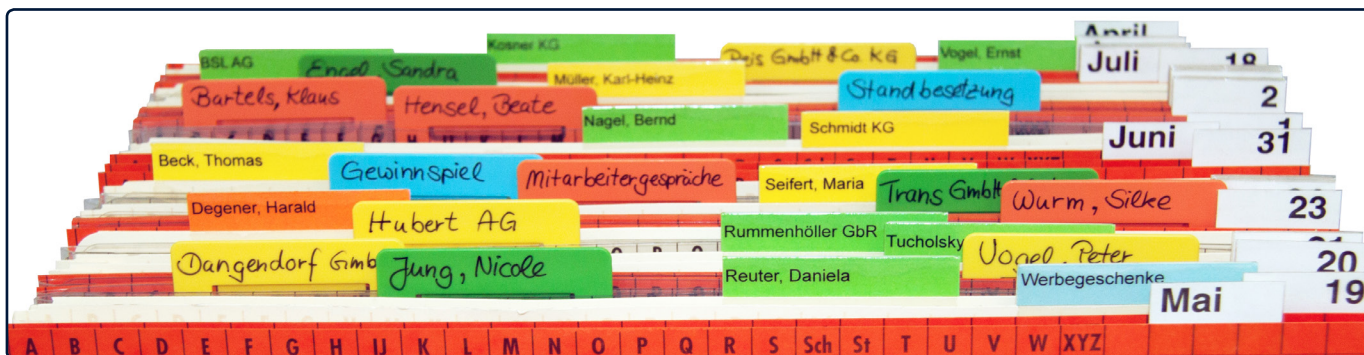 April
Kosner KG
Deis GmbH & Co. KG
Vogel, Ernst
BSL AG
Engel, Sandra
Juli
18
Müller, Karl-Heinz
Bartels, Klaus
Hensel, Beate
Standbesetzung
2
Nagel, Bernd
Schmidt KG
1
Juni
31
Beck, Thomas
Gewinnspiel
Mitarbeitergespräche
Seifert, Maria
Trans GmbH
Wurm, Silke
23
Degener, Harald
Hubert AG
Rummenhöller GbR
Tucholsky
21
Dangendorf Gmb
Jung, Nicole
Vogel, Peter
20
Reuter, Daniela
Werbegeschenke
19
Mai
A B C D E F G H IJ K L M N O P Q R S Sch St T U V W XYZ